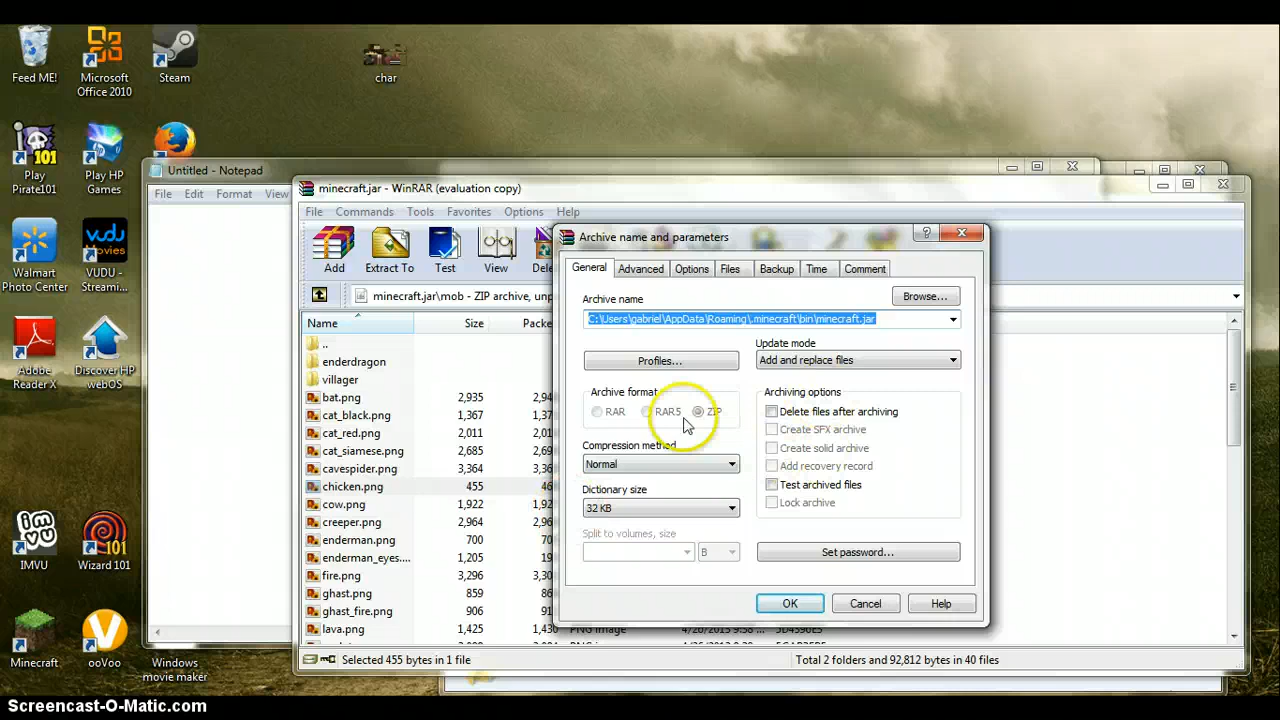 Feed ME!
Microsoft
Office 2010
Steam
char
Play
Pirate101
Play HP
Games
Walmart
Photo Center
VUDU -
Streami...
Adobe
Reader X
Discover HP
webOS
IMVU
Wizard 101
Minecraft
ooVoo
Windows
movie maker
Untitled - Notepad
File Edit Format View
minecraft.jar - WinRAR (evaluation copy)
File Commands Tools Favorites Options Help
Add Extract To Test View
minecraft.jar\mob - ZIP archive, unp
Name Size Packe
..
enderdragon
villager
bat.png 2,935
cat_black.png 1,367
cat_red.png 2,011
cat_siamese.png 2,685
cavespider.png 3,364
chicken.png 455
cow.png 1,922
creeper.png 2,964
enderman.png 700
enderman_eyes.... 1,205
fire.png 3,296
ghast.png 859
ghast_fire.png 906
lava.png 1,425 1,430 PNG image
Selected 455 bytes in 1 file
Total 2 folders and 92,812 bytes in 40 files
Archive name and parameters
General Advanced Options Files Backup Time Comment
Archive name
Browse...
C:\Users\gabriel\AppData\Roaming\.minecraft\bin\minecraft.jar
Profiles...
Update mode
Add and replace files
Archive format
RAR RAR5 ZIP
Compression method
Normal
Dictionary size
32 KB
Split to volumes, size
B
Archiving options
Delete files after archiving
Create SFX archive
Create solid archive
Add recovery record
Test archived files
Lock archive
Set password...
OK Cancel Help
Screencast-O-Matic.com